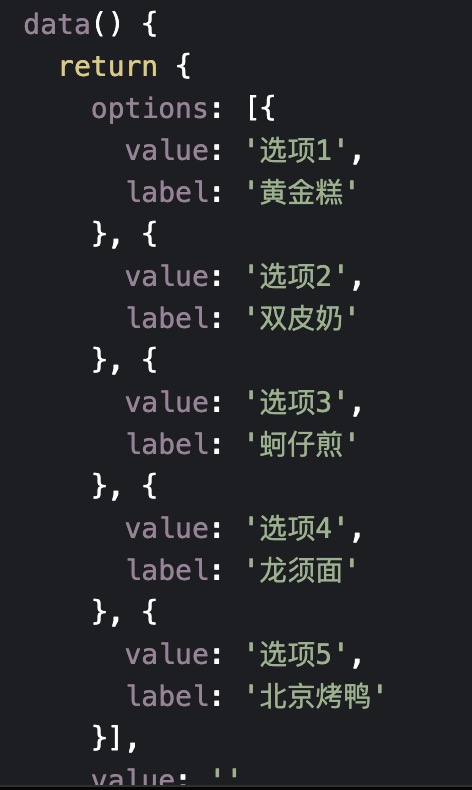 data() {
return {
options: [{
value: '选项1',
label: '黄金糕'
}, {
value: '选项2',
label: '双皮奶'
}, {
value: '选项3',
label: '蚵仔煎'
}, {
value: '选项4',
label: '龙须面'
}, {
value: '选项5',
label: '北京烤鸭'
}],
value: ''